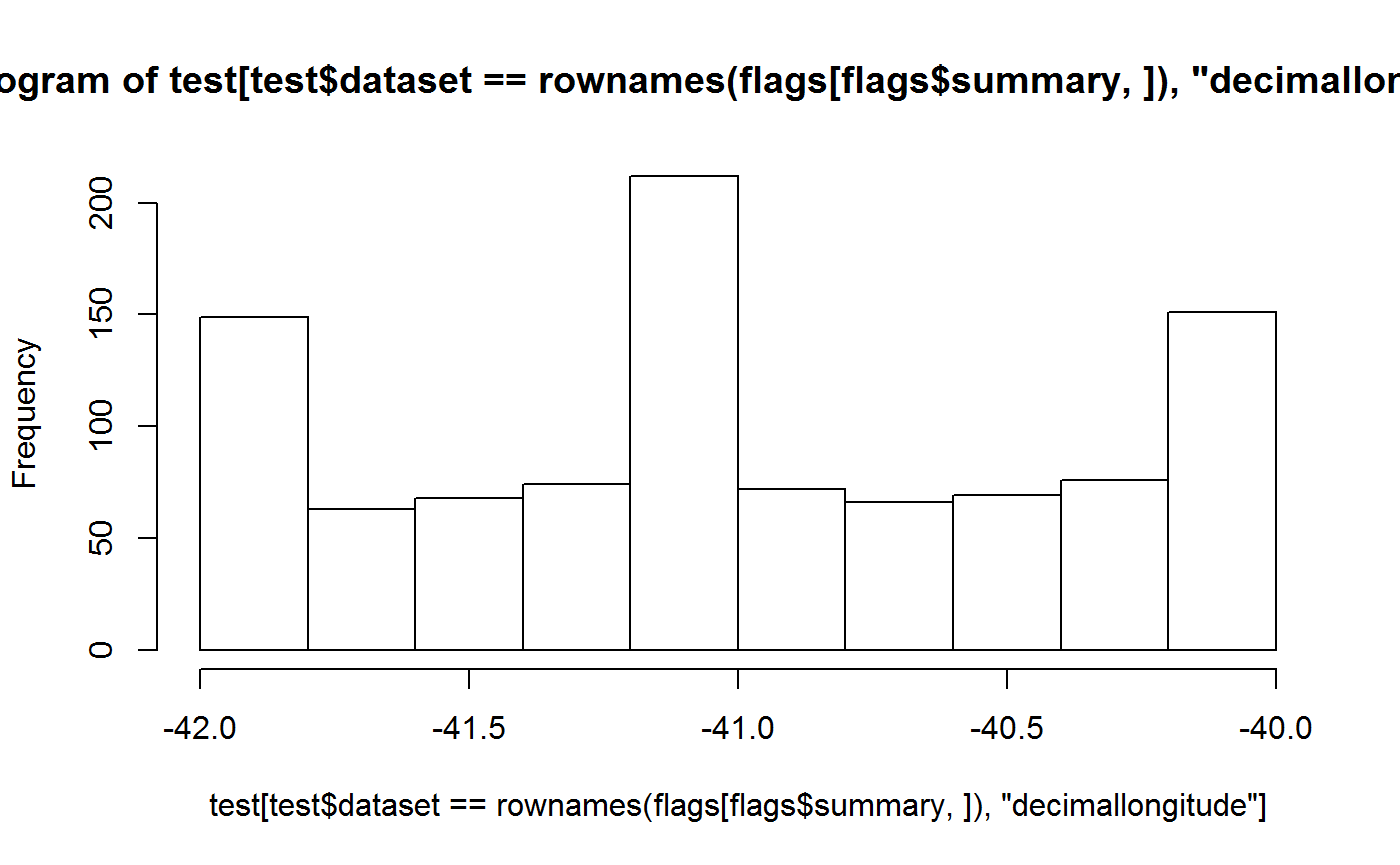 ogram of test[test$dataset == rownames(flags[flags$summary, ]), "decimallon
Frequency
200
150
100
50
0
-42.0 -41.5 -41.0 -40.5 -40.0
test[test$dataset == rownames(flags[flags$summary, ]), "decimallongitude"]